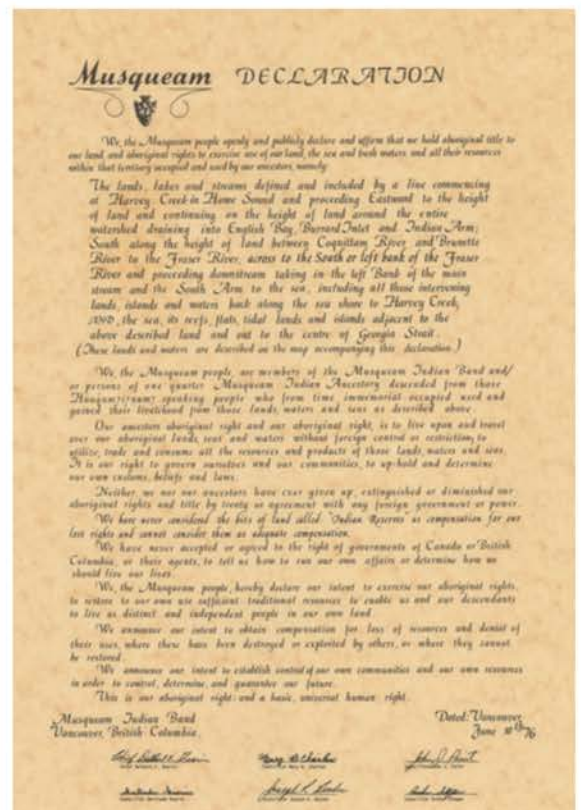 Musqueam DECLARATION
We, the Musqueam people openly and publicly declare and affirm that we hold aboriginal title to
our land, and aboriginal rights to exercise use of our land, the sea and fresh waters and all their resources
within that territory occupied and used by our ancestors, namely:
The lands, lakes and streams defined and included by a line commencing
at Harvey Creek in Howe Sound and proceeding Eastward to the height
of land and continuing on the height of land around the entire
watershed draining into English Bay, Burrard Inlet and Indian Arm;
South along the height of land between Coquitlam River and Brunette
River to the Fraser River, across to the South or left bank of the Fraser
River and proceeding downstream taking in the left Bank of the main
stream and the South Arm to the sea, including all those intervening
lands, islands and waters back along the sea shore to Harvey Creek,
AND, the sea, its reefs, flats, tidal lands and islands adjacent to the
above described land and out to the centre of Georgia Strait.
(These lands and waters are described on the map accompanying this declaration.)
We, the Musqueam people, are members of the Musqueam Indian Band and/
or persons of one quarter Musqueam Indian Ancestory descended from those
speaking people who from time immemorial occupied used and
gained their livelihood from those lands, waters and seas as described above.
Our ancestors aboriginal right and our aboriginal right, is to live upon and travel
over our aboriginal lands, seas and waters without foreign control or restriction; to
utilize, trade and consume all the resources and products of those lands, waters and seas.
It is our right to govern ourselves and our communities, to up-hold and determine
our own customs, beliefs and laws.
Neither we nor our ancestors have ever given up, extinguished or diminished our
aboriginal rights and title by treaty or agreement with any foreign government or power.
We have never considered the bits of land called Indian Reserves as compensation for our
lost rights and cannot consider them as adequate compensation.
We have never accepted or agreed to the right of governments of Canada or British
Columbia, or their agents, to tell us how to run our own affairs or determine how we
should live our lives.
We, the Musqueam people, hereby declare our intent to exercise our aboriginal rights,
to restore to our own use sufficient traditional resources to enable us and our descendants
to live as distinct and independent people in our own land.
We announce our intent to obtain compensation for loss of resources and denial of
their uses, where these have been destroyed or exploited by others, or where they cannot
be restored.
We announce our intent to establish control of our own communities and our own resources
in order to control, determine, and guarantee our future.
This is our aboriginal right: and a basic, universal human right.
Musqueam Indian Band
Vancouver, British Columbia.
Dated: Vancouver
June 10 76